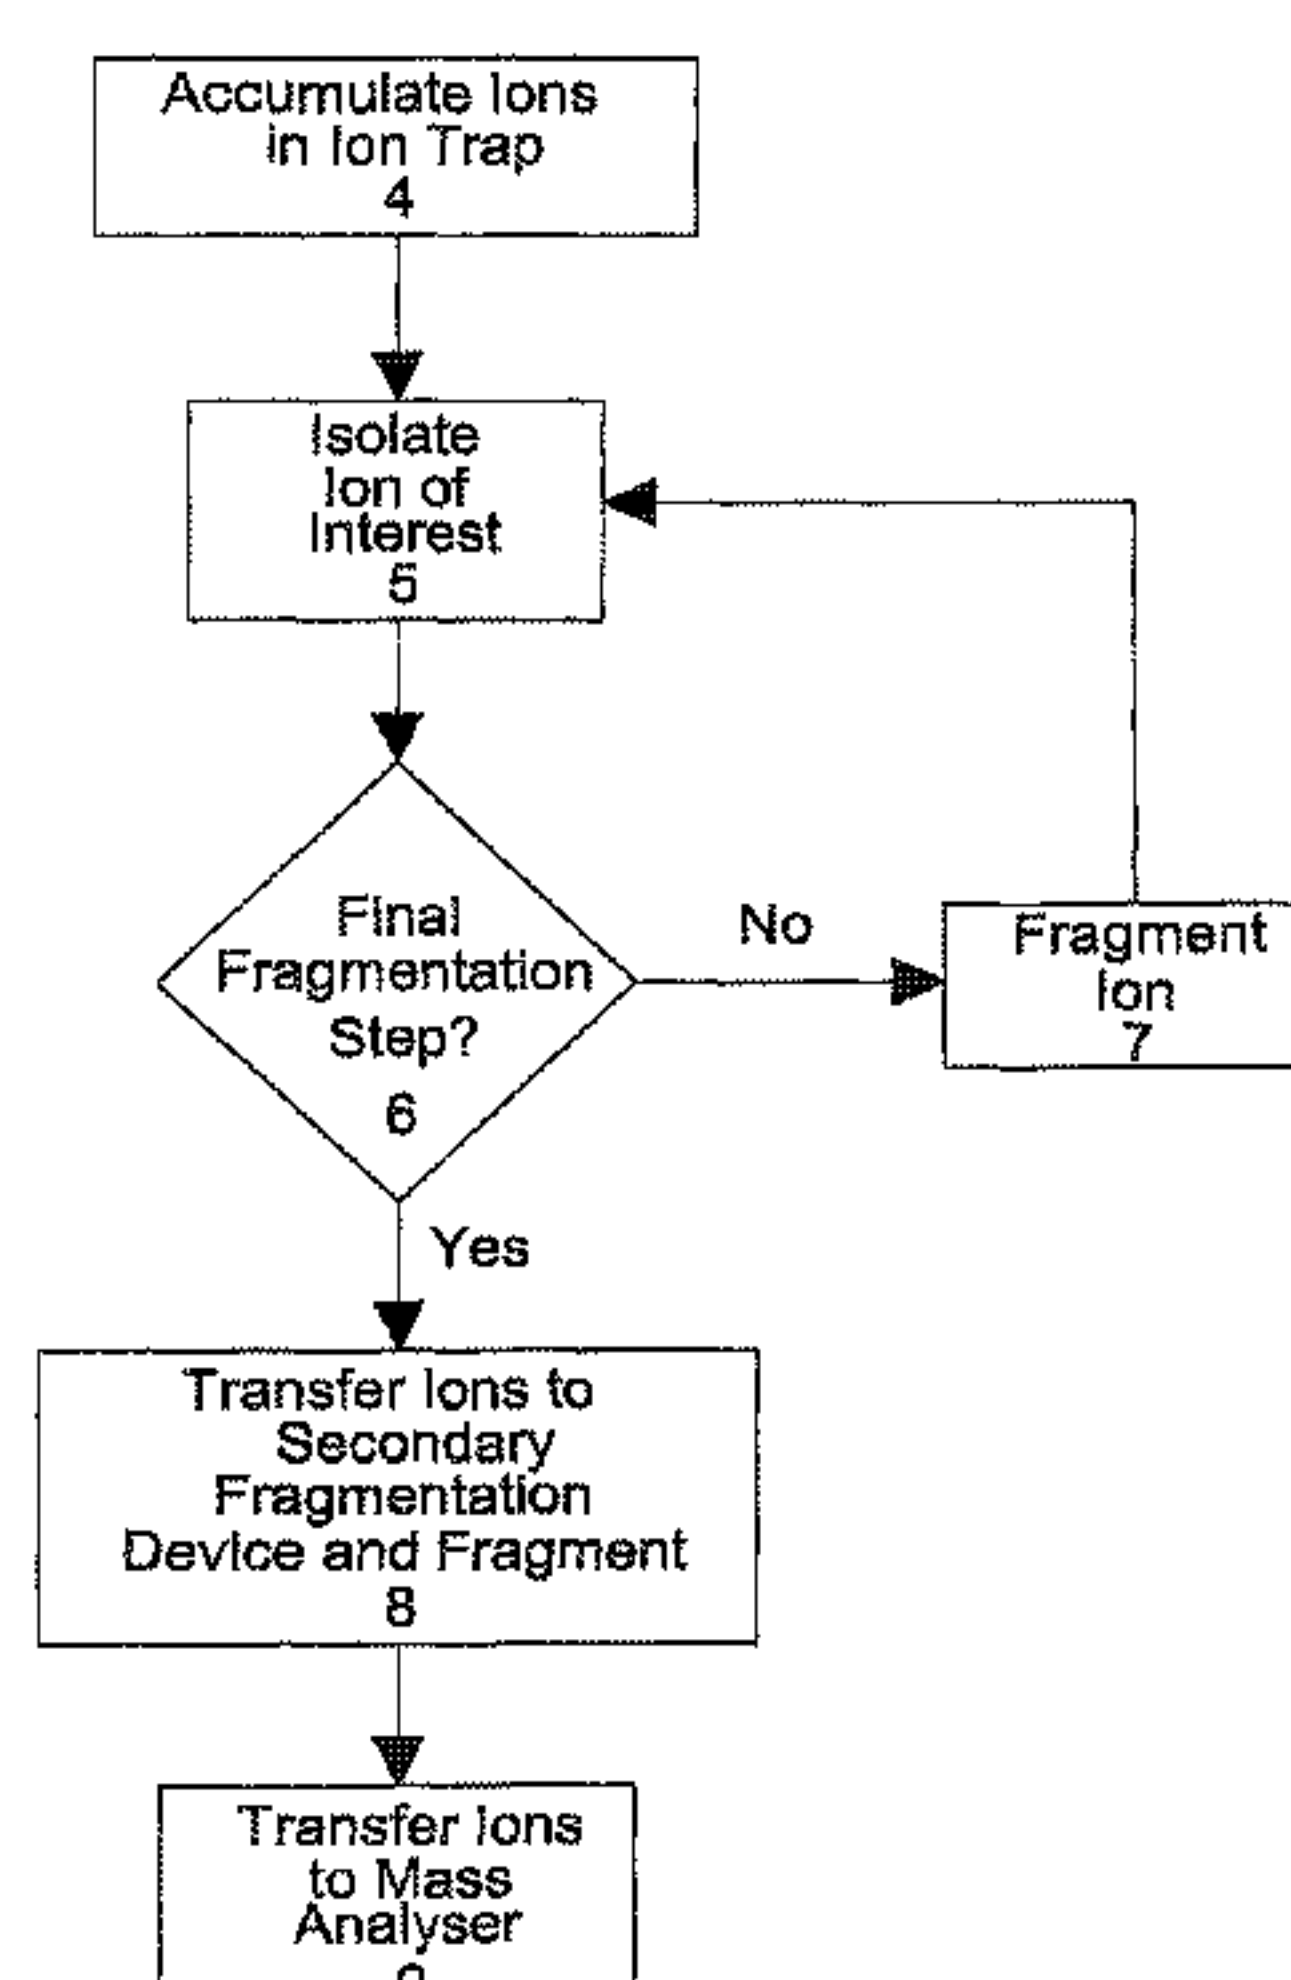 Accumulate Ions
in Ion Trap
4
Isolate
Ion of
Interest
5
Final
Fragmentation
Step?
6
No
Fragment
Ion
7
Yes
Transfer Ions to
Secondary
Fragmentation
Device and Fragment
8
Transfer Ions
to Mass
Analyser